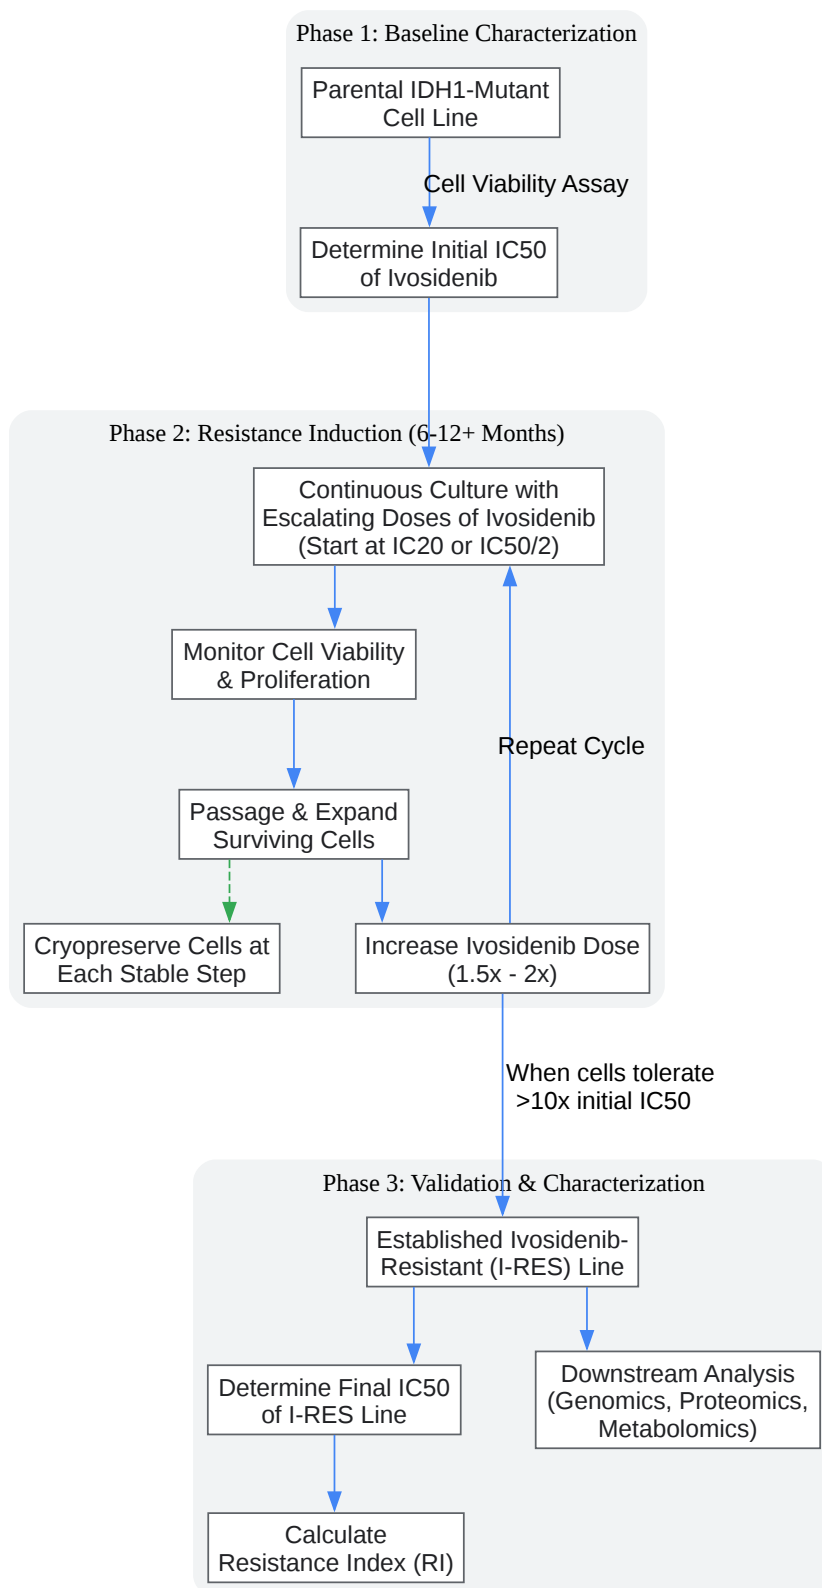 Phase 1: Baseline Characterization
Parental IDH1-Mutant
Cell Line
Cell Viability Assay
Determine Initial IC50
of Ivosidenib
Phase 2: Resistance Induction (6-12+ Months)
Continuous Culture with
Escalating Doses of Ivosidenib
(Start at IC20 or IC50/2)
Monitor Cell Viability
& Proliferation
Repeat Cycle
Passage & Expand
Surviving Cells
Cryopreserve Cells at
Each Stable Step
Increase Ivosidenib Dose
(1.5x - 2x)
When cells tolerate
>10x initial IC50
Phase 3: Validation & Characterization
Established Ivosidenib-
Resistant (I-RES) Line
Determine Final IC50
of I-RES Line
Downstream Analysis
(Genomics, Proteomics,
Metabolomics)
Calculate
Resistance Index (RI)